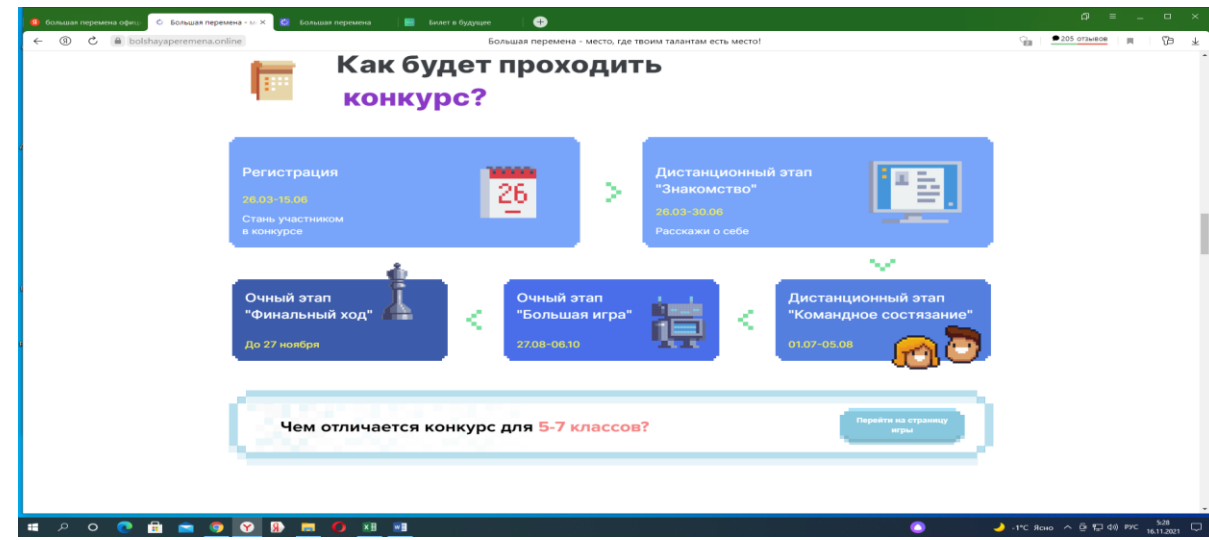 большая перемена офиц
Большая перемена - м
Большая перемена
Билет в будущее
bolshayaperemena.online
Большая перемена - место, где твоим талантам есть место!
205 отзывов
Как будет проходить
конкурс?
Регистрация
26.03-15.06
Стань участником
в конкурсе
26
Дистанционный этап
"Знакомство"
26.03-30.06
Расскажи о себе
Очный этап
"Финальный ход"
До 27 ноября
Очный этап
"Большая игра"
27.08-06.10
Дистанционный этап
"Командное состязание"
01.07-05.08
Чем отличается конкурс для 5-7 классов?
Перейти на страницу
игры
-1°C Ясно
РУС
5:28
16.11.2021